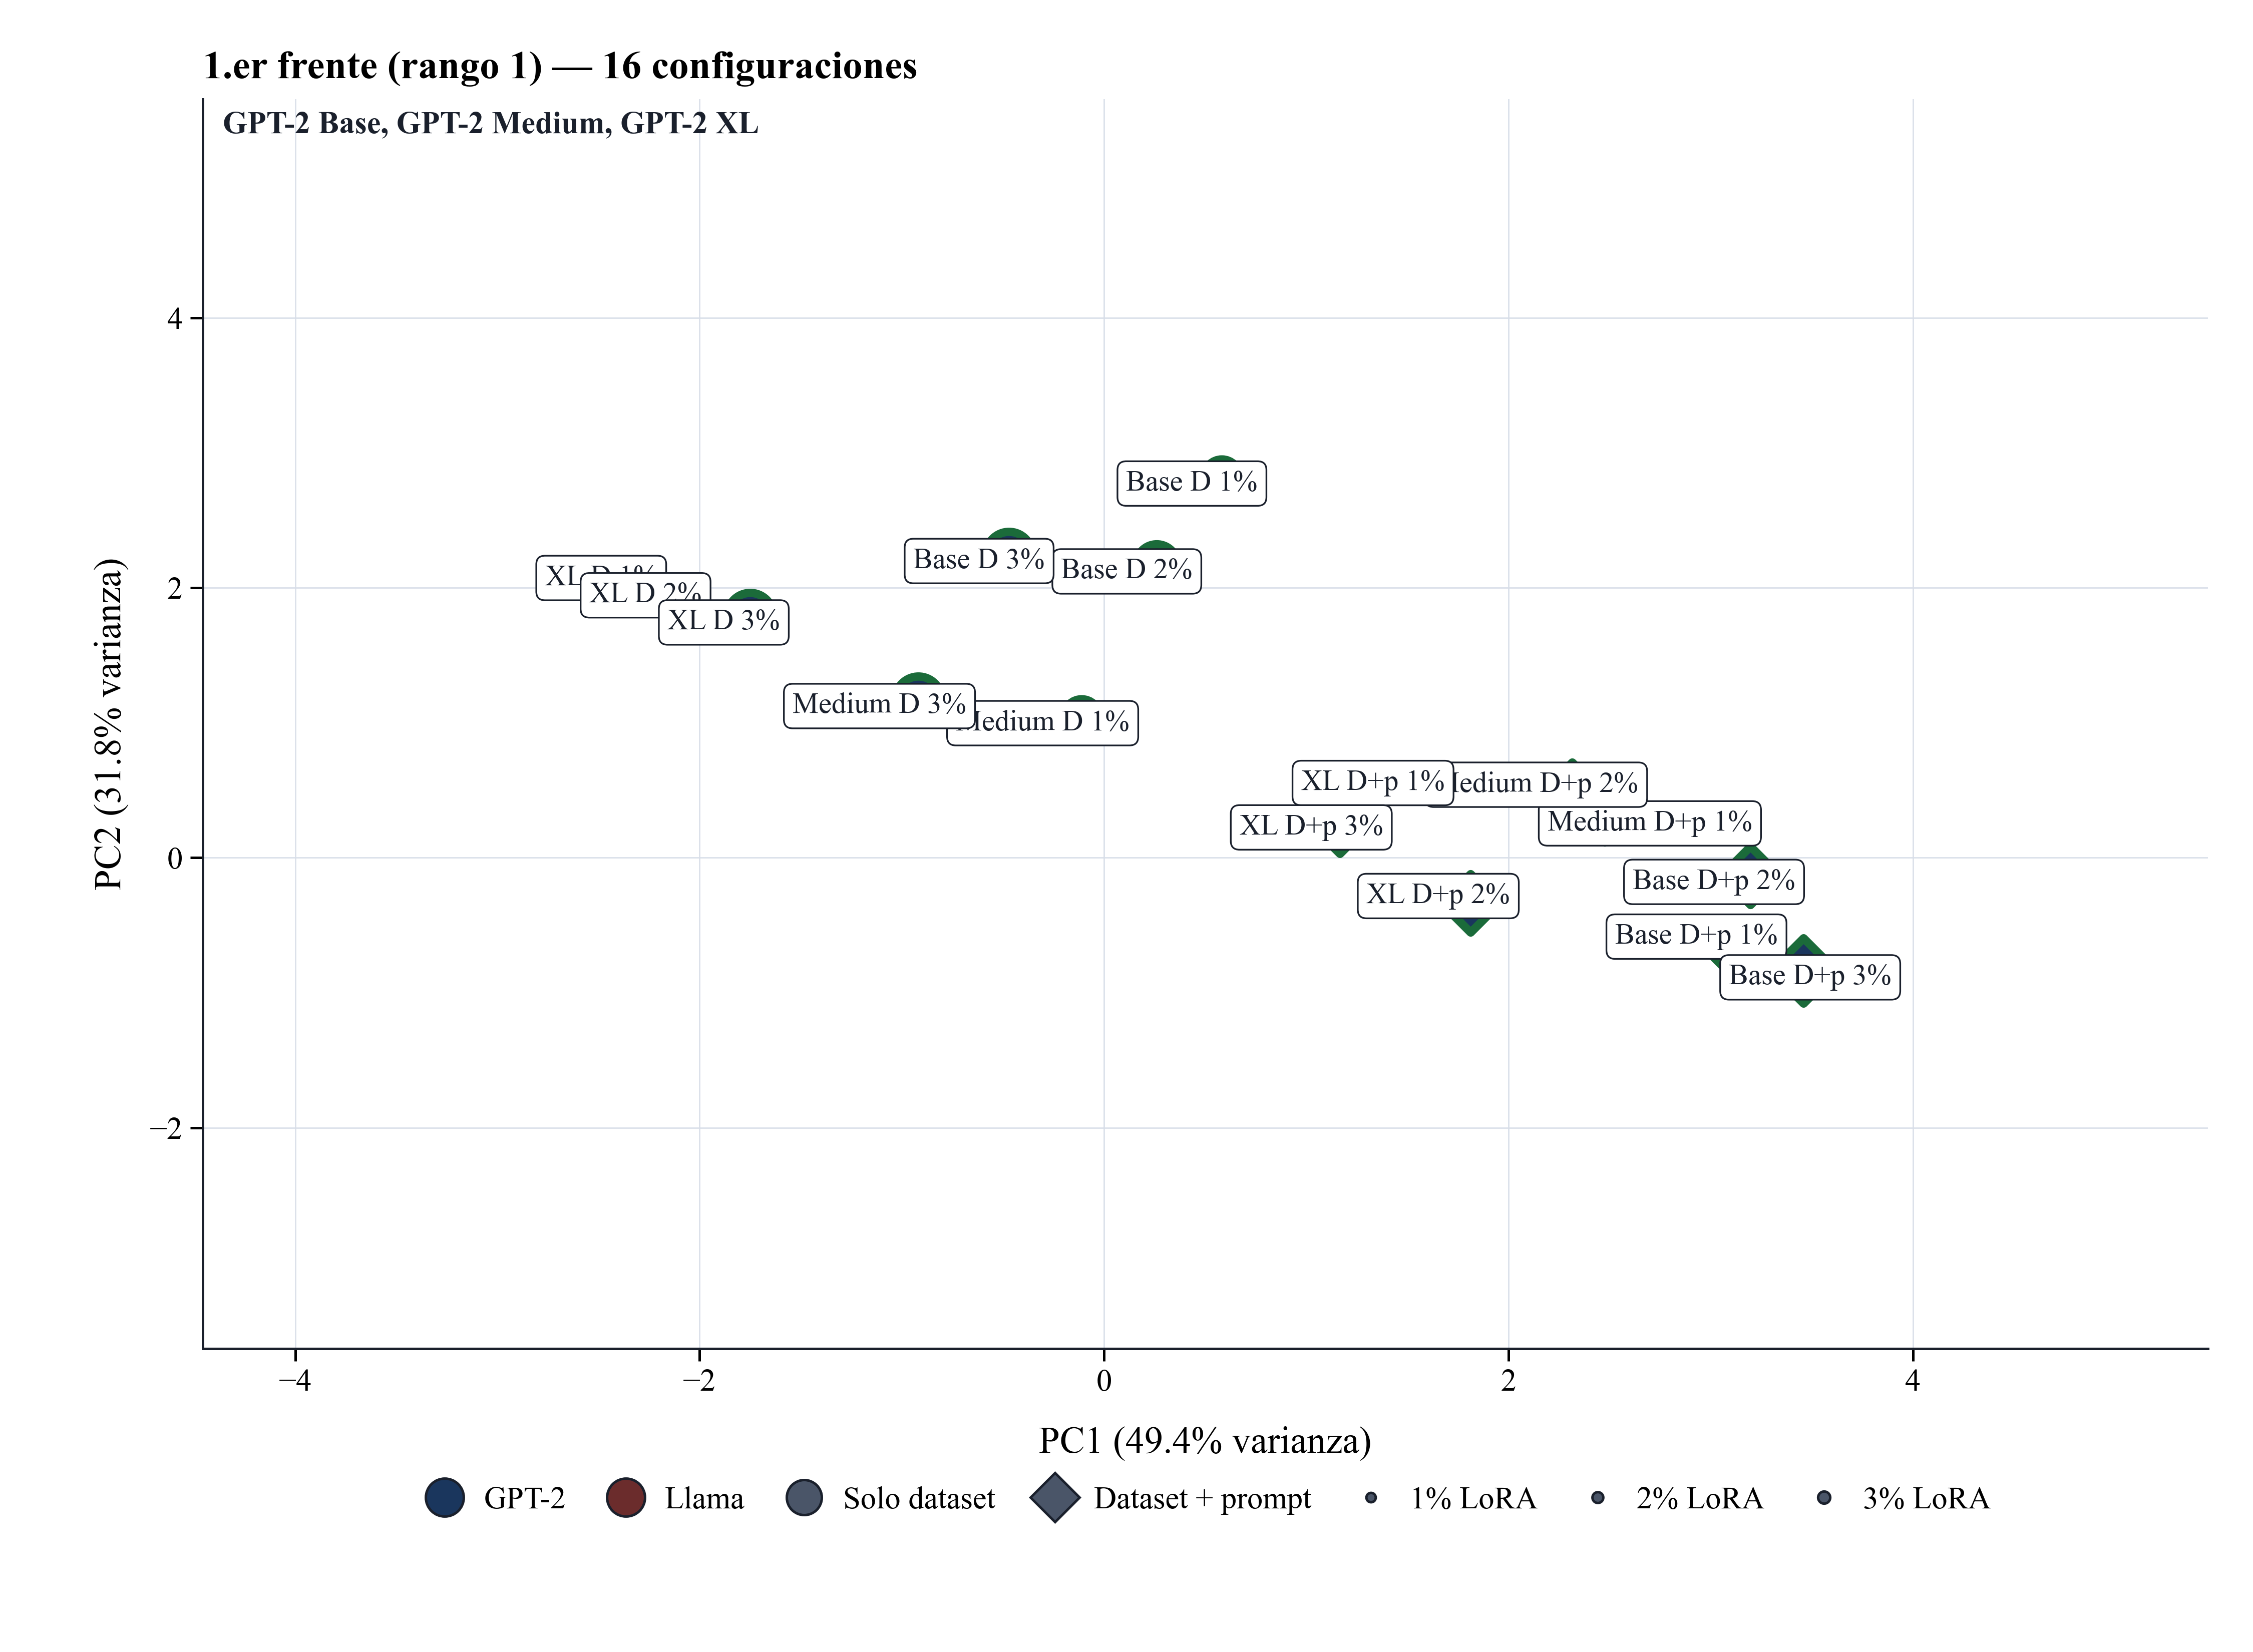 1.er frente (rango 1) — 16 configuraciones
GPT-2 Base, GPT-2 Medium, GPT-2 XL
PC2 (31.8% varianza)
4
2
0
−2
Base D 1%
Base D 3%
Base D 2%
XL D 1%
XL D 2%
XL D 3%
Medium D 3%
Medium D 1%
XL D+p 1%
Medium D+p 2%
XL D+p 3%
Medium D+p 1%
Base D+p 2%
XL D+p 2%
Base D+p 1%
Base D+p 3%
−4
−2
0
2
4
PC1 (49.4% varianza)
GPT-2
Llama
Solo dataset
Dataset + prompt
1% LoRA
2% LoRA
3% LoRA